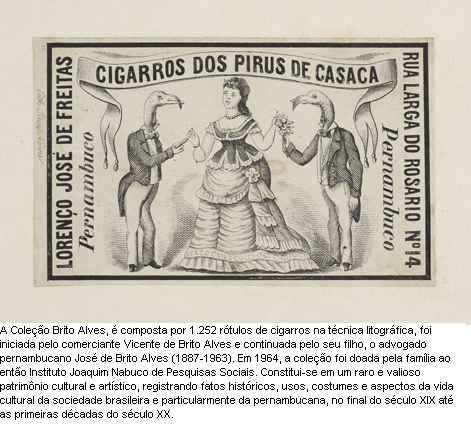 CIGARROS DOS PIRUS DE CASACA
LORENÇO JOSÉ DE FREITAS
Pernambuco
RUA LARGA DO ROSARIO Nº 14
Pernambuco
A Coleção Brito Alves, é composta por 1.252 rótulos de cigarros na técnica litográfica, foi
iniciada pelo comerciante Vicente de Brito Alves e continuada pelo seu filho, o advogado
pernambucano José de Brito Alves (1887-1963). Em 1964, a coleção foi doada pela família ao
então Instituto Joaquim Nabuco de Pesquisas Sociais. Constitui-se em um raro e valioso
patrimônio cultural e artístico, registrando fatos históricos, usos, costumes e aspectos da vida
cultural da sociedade brasileira e particularmente da pernambucana, no final do século XIX até
as primeiras décadas do século XX.